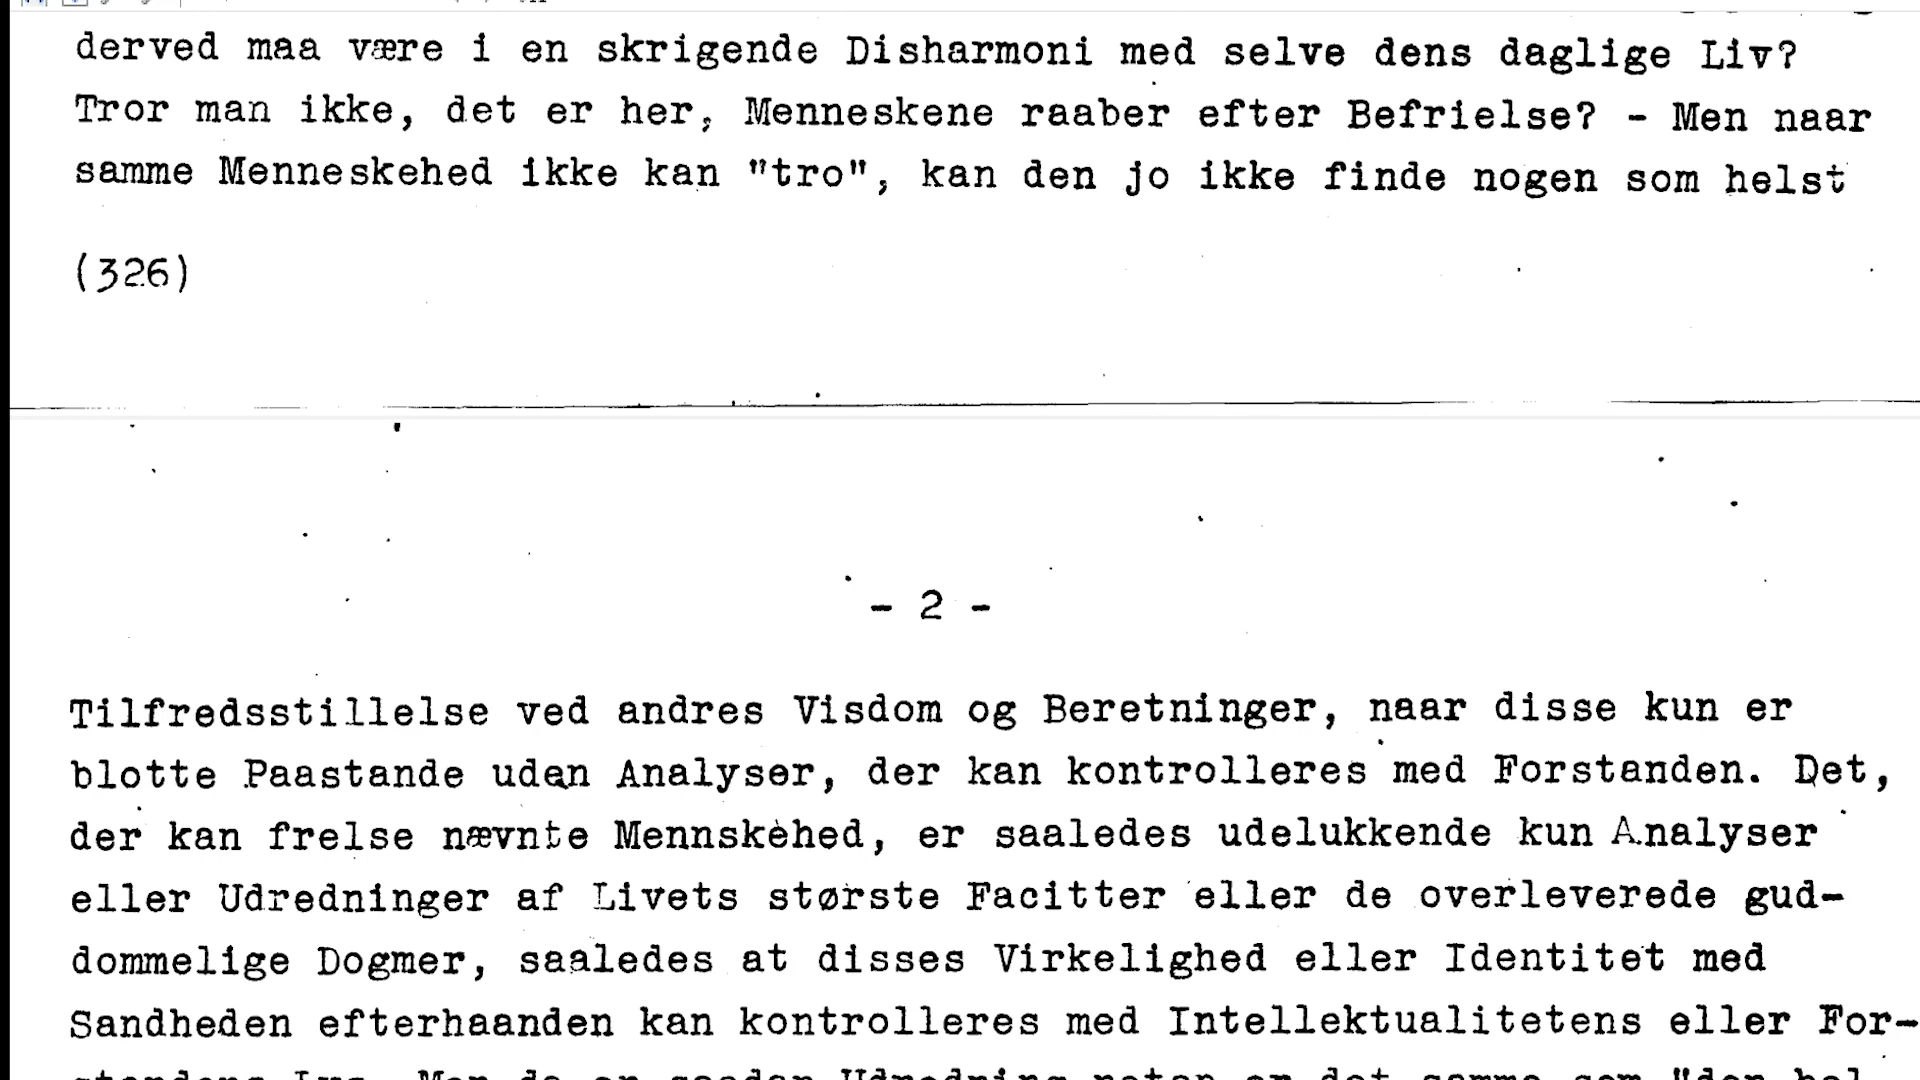 derved maa være i en skrigende Disharmoni med selve dens daglige Liv?
Tror man ikke, det er her, Menneskene raaber efter Befrielse? - Men naar
samme Menneskehed ikke kan "tro", kan den jo ikke finde nogen som helst
(326)
- 2 -
Tilfredsstillelse ved andres Visdom og Beretninger, naar disse kun er
blotte Paastande uden Analyser, der kan kontrolleres med Forstanden. Det,
der kan frelse nævnte Mennskehed, er saaledes udelukkende kun Analyser
eller Udredninger af Livets største Facitter eller de overleverede gud-
dommelige Dogmer, saaledes at disses Virkelighed eller Identitet med
Sandheden efterhaanden kan kontrolleres med Intellektualitetens eller For-